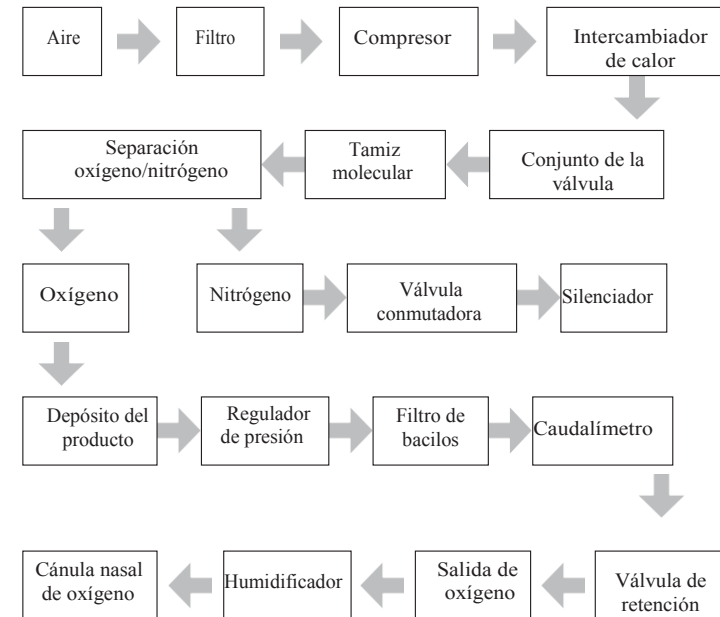 Aire
Filtro
Compresor
Intercambiador
de calor
Separación
oxígeno/nitrógeno
Tamiz
molecular
Conjunto de la
válvula
Oxígeno
Nitrógeno
Válvula
conmutadora
Silenciador
Depósito del
producto
Regulador
de presión
Filtro de
bacilos
Caudalímetro
Cánula nasal
de oxígeno
Humidificador
Salida de
oxígeno
Válvula de
retención